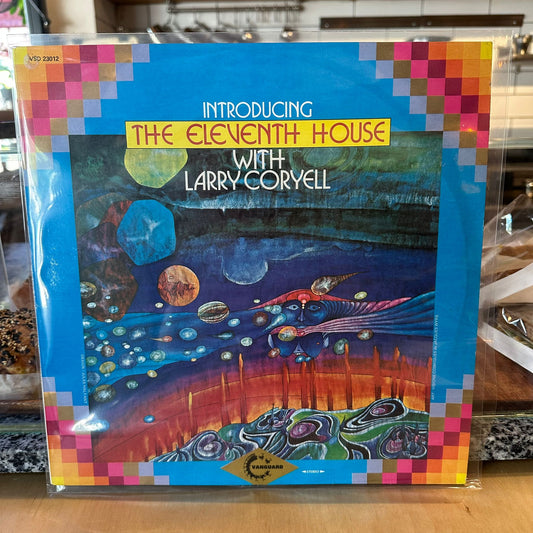 VSD 23012
INTRODUCING
THE ELEVENTH HOUSE
WITH
LARRY CORYELL
VANGUARD
STEREO